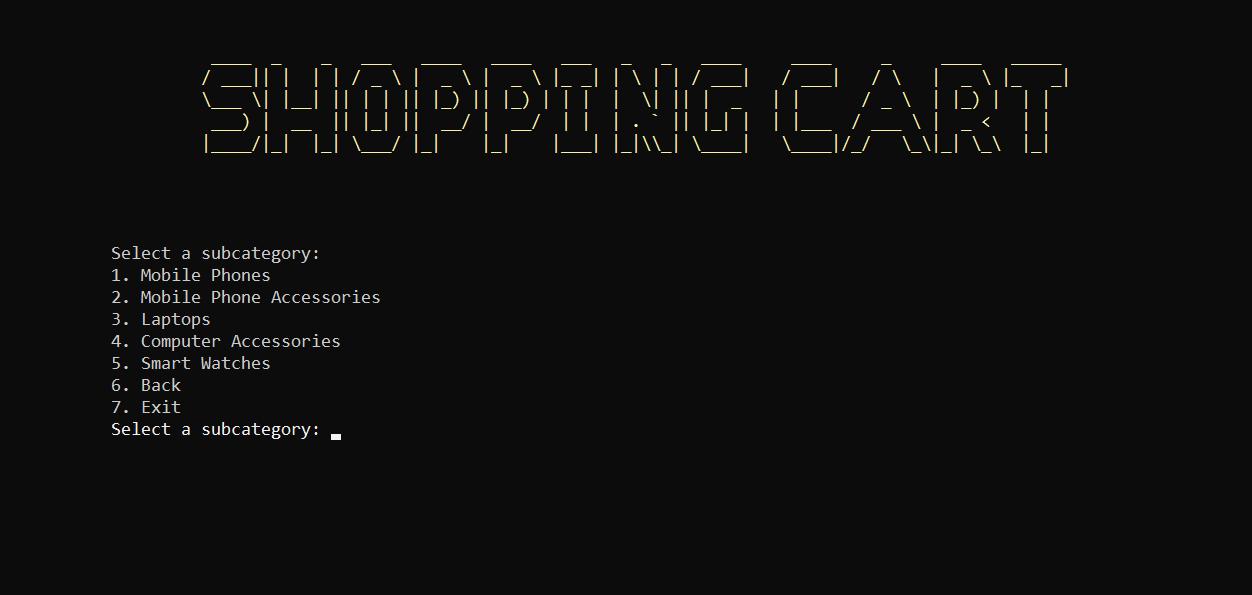 SHOPPING CART
Select a subcategory:
1. Mobile Phones
2. Mobile Phone Accessories
3. Laptops
4. Computer Accessories
5. Smart Watches
6. Back
7. Exit
Select a subcategory: